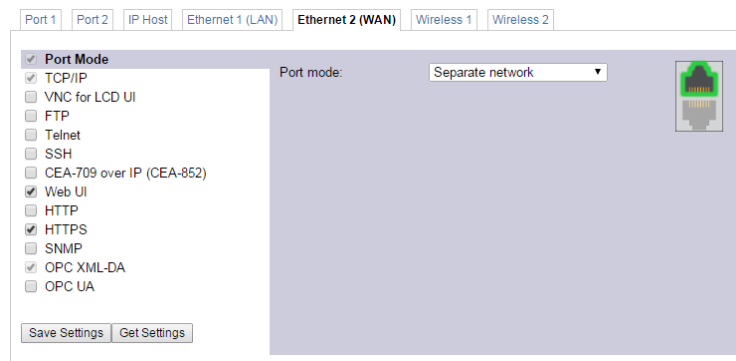 Port 1 Port 2 IP Host Ethernet 1 (LAN) Ethernet 2 (WAN) Wireless 1 Wireless 2
Port Mode
TCP/IP
VNC for LCD UI
FTP
Telnet
SSH
CEA-709 over IP (CEA-852)
Web UI
HTTP
HTTPS
SNMP
OPC XML-DA
OPC UA
Save Settings Get Settings
Port mode: Separate network